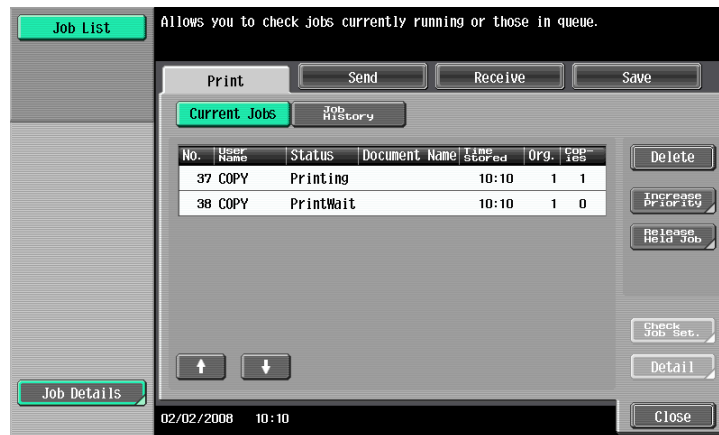 Job List
Allows you to check jobs currently running or those in queue.
Print
Send
Receive
Save
Current Jobs
Job History
No. User Name Status Document Name Time Stored Org. Cop-ies
37 COPY Printing 10:10 1 1
38 COPY PrintWait 10:10 1 0
Delete
Increase Priority
Release Held Job
Check Job Set.
Detail
Job Details
02/02/2008 10:10
Close